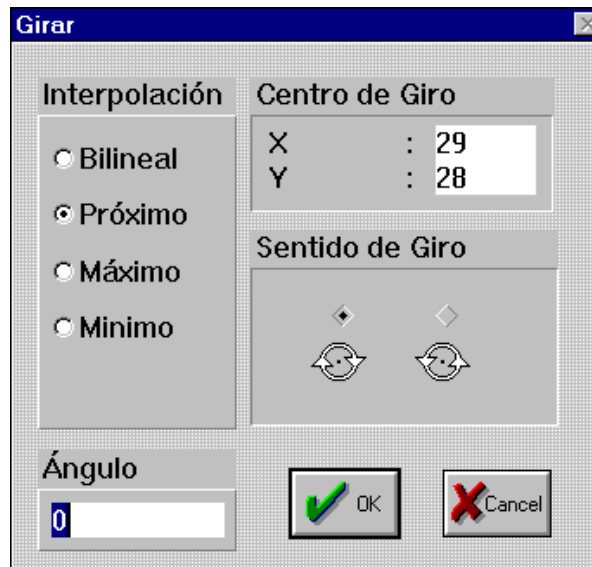 Girar
Interpolación
Bilineal
Próximo
Máximo
Minimo
Centro de Giro
X : 29
Y : 28
Sentido de Giro
Ángulo
0
OK
Cancel